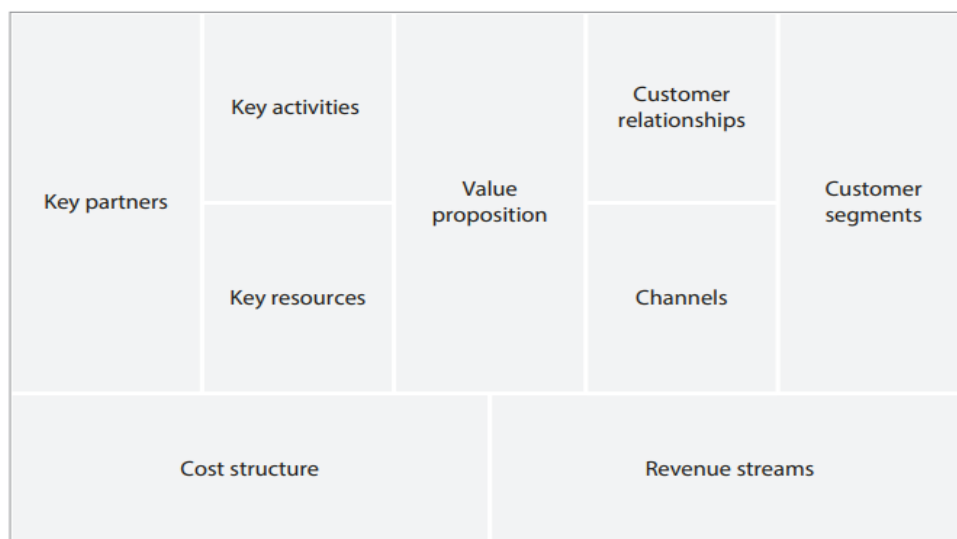 Key partners
Key activities
Key resources
Value
proposition
Customer
relationships
Channels
Customer
segments
Cost structure
Revenue streams